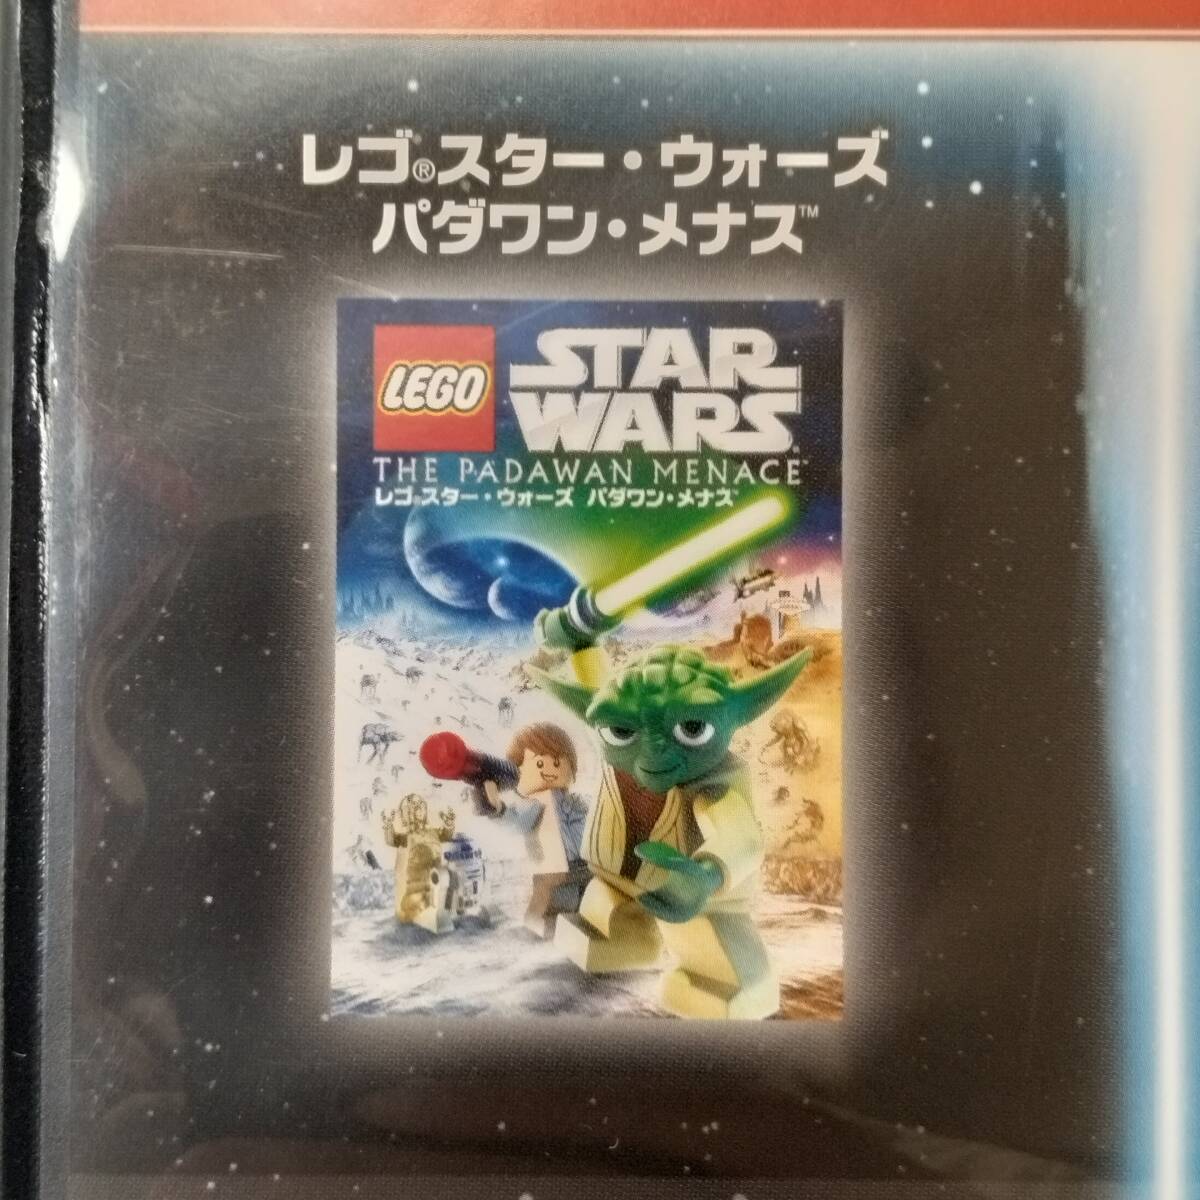 レゴ®スター・ウォーズ
パダワン・メナス™
LEGO
STAR
WARS
THE PADAWAN MENACE™
レゴ®スター・ウォーズ パダワン・メナス™